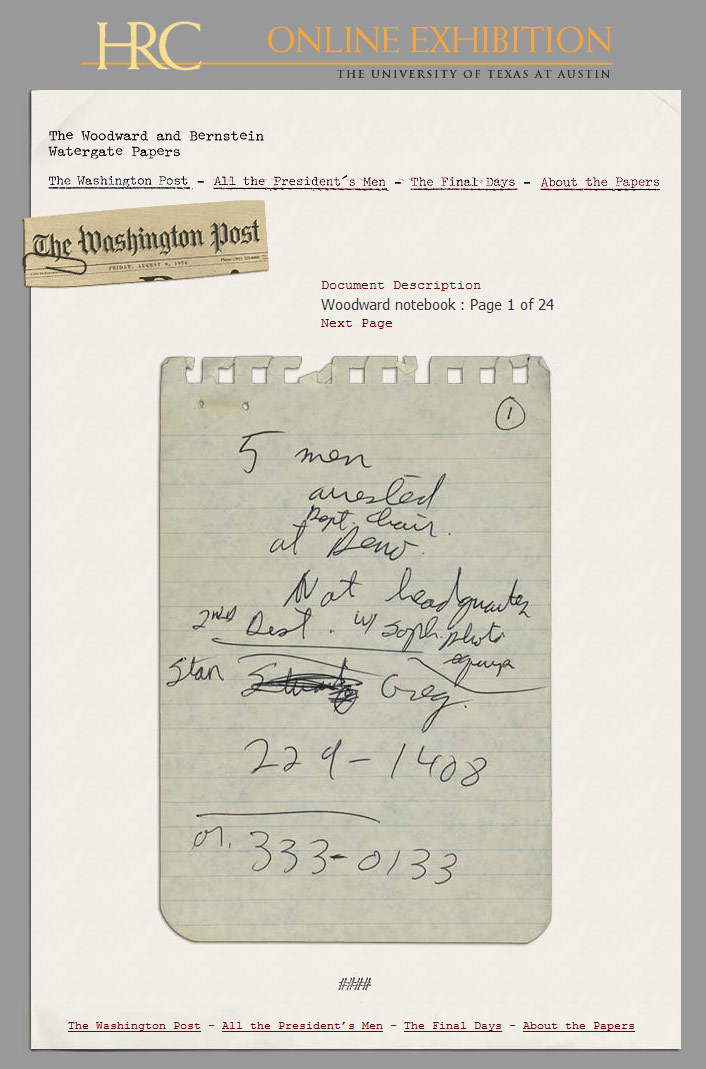 HRC ONLINE EXHIBITION
THE UNIVERSITY OF TEXAS AT AUSTIN
The Woodward and Bernstein
Watergate Papers
The Washington Post - All the President's Men - The Final Days - About the Papers
The Washington Post
FRIDAY, AUGUST 9, 1974
Document Description
Woodward notebook : Page 1 of 24
Next Page
1
5 men
arrested
Dept. Chair.
at Dem.
Nat headquarter
2nd Dist. w/ Soph. photo
Stan Greg.
229-1408
or. 333-0133
####
The Washington Post - All the President's Men - The Final Days - About the Papers